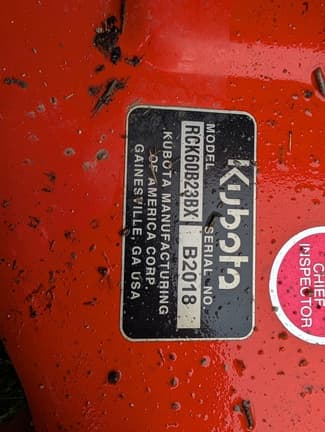 Kubota
MODEL SERIAL NO.
RCK60B23BX B2018
KUBOTA MANUFACTURING
OF AMERICA CORP.
GAINESVILLE, GA USA
CHIEF
INSPECTOR